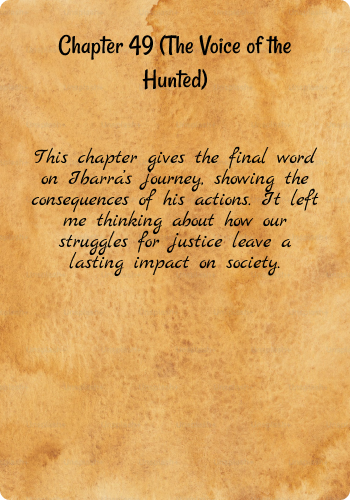 Chapter 49 (The Voice of the
Hunted)
This chapter gives the final word
on Ibarra's journey, showing the
consequences of his actions. It left
me thinking about how our
struggles for justice leave a
lasting impact on society.